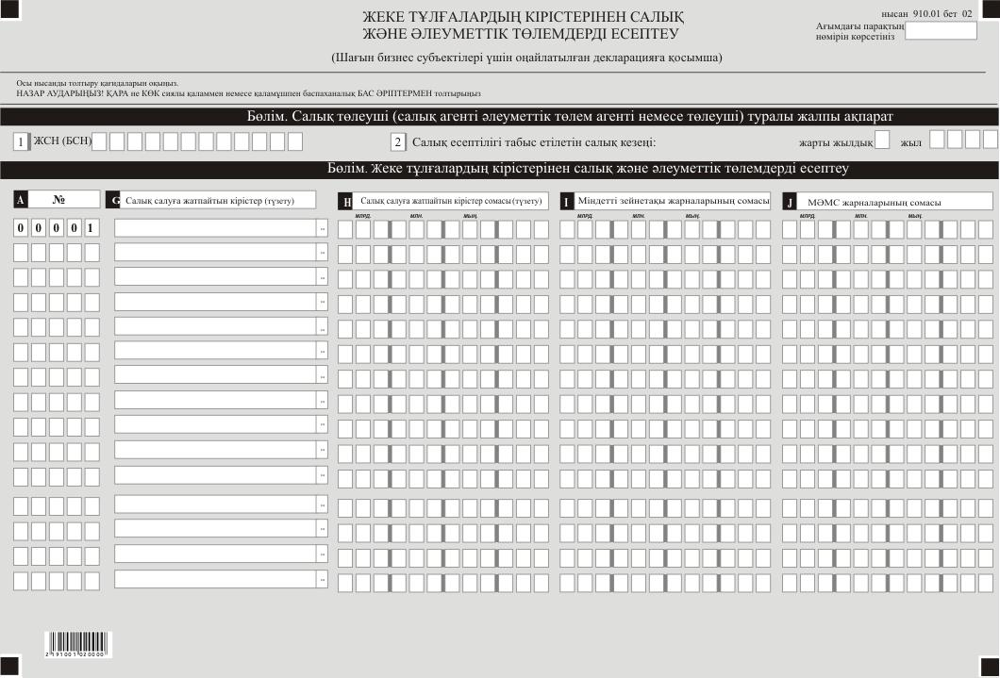 ЖЕКЕ ТҰЛҒАЛАРДЫҢ КІРІСТЕРІНЕН САЛЫҚ
ЖӘНЕ ӘЛЕУМЕТТІК ТӨЛЕМДЕРДІ ЕСЕПТЕУ
(Шағын бизнес субъектілері үшін оңайлатылған декларацияға қосымша)
нысан 910.01 бет 02
Ағымдағы парақтың
нөмірін көрсетіңіз
Осы нысанды толтыру қағидаларын оқыңыз.
НАЗАР АУДАРЫҢЫЗ! ҚАРА не КӨК сиялы қаламмен немесе қаламұшпен баспаханалық БАС ӘРІПТЕРМЕН толтырыңыз
Бөлім. Салық төлеуші (салық агенті әлеуметтік төлем агенті немесе төлеуші) туралы жалпы ақпарат
1 ЖСН (БСН) 2 Салық есептілігі табыс етілетін салық кезеңі: жарты жылдық жыл
Бөлім. Жеке тұлғалардың кірістерінен салық және әлеуметтік төлемдерді есептеу
A № G Салық салуға жатпайтын кірістер (түзету) H Салық салуға жатпайтын кірістер сомасы (түзету) I Міндетті зейнетақы жарналарының сомасы J МӘМС жарналарының сомасы
МЛРД. МЛН. МЫҢ. МЛРД. МЛН. МЫҢ. МЛРД. МЛН. МЫҢ.
0 0 0 0 1
2 191001 020000